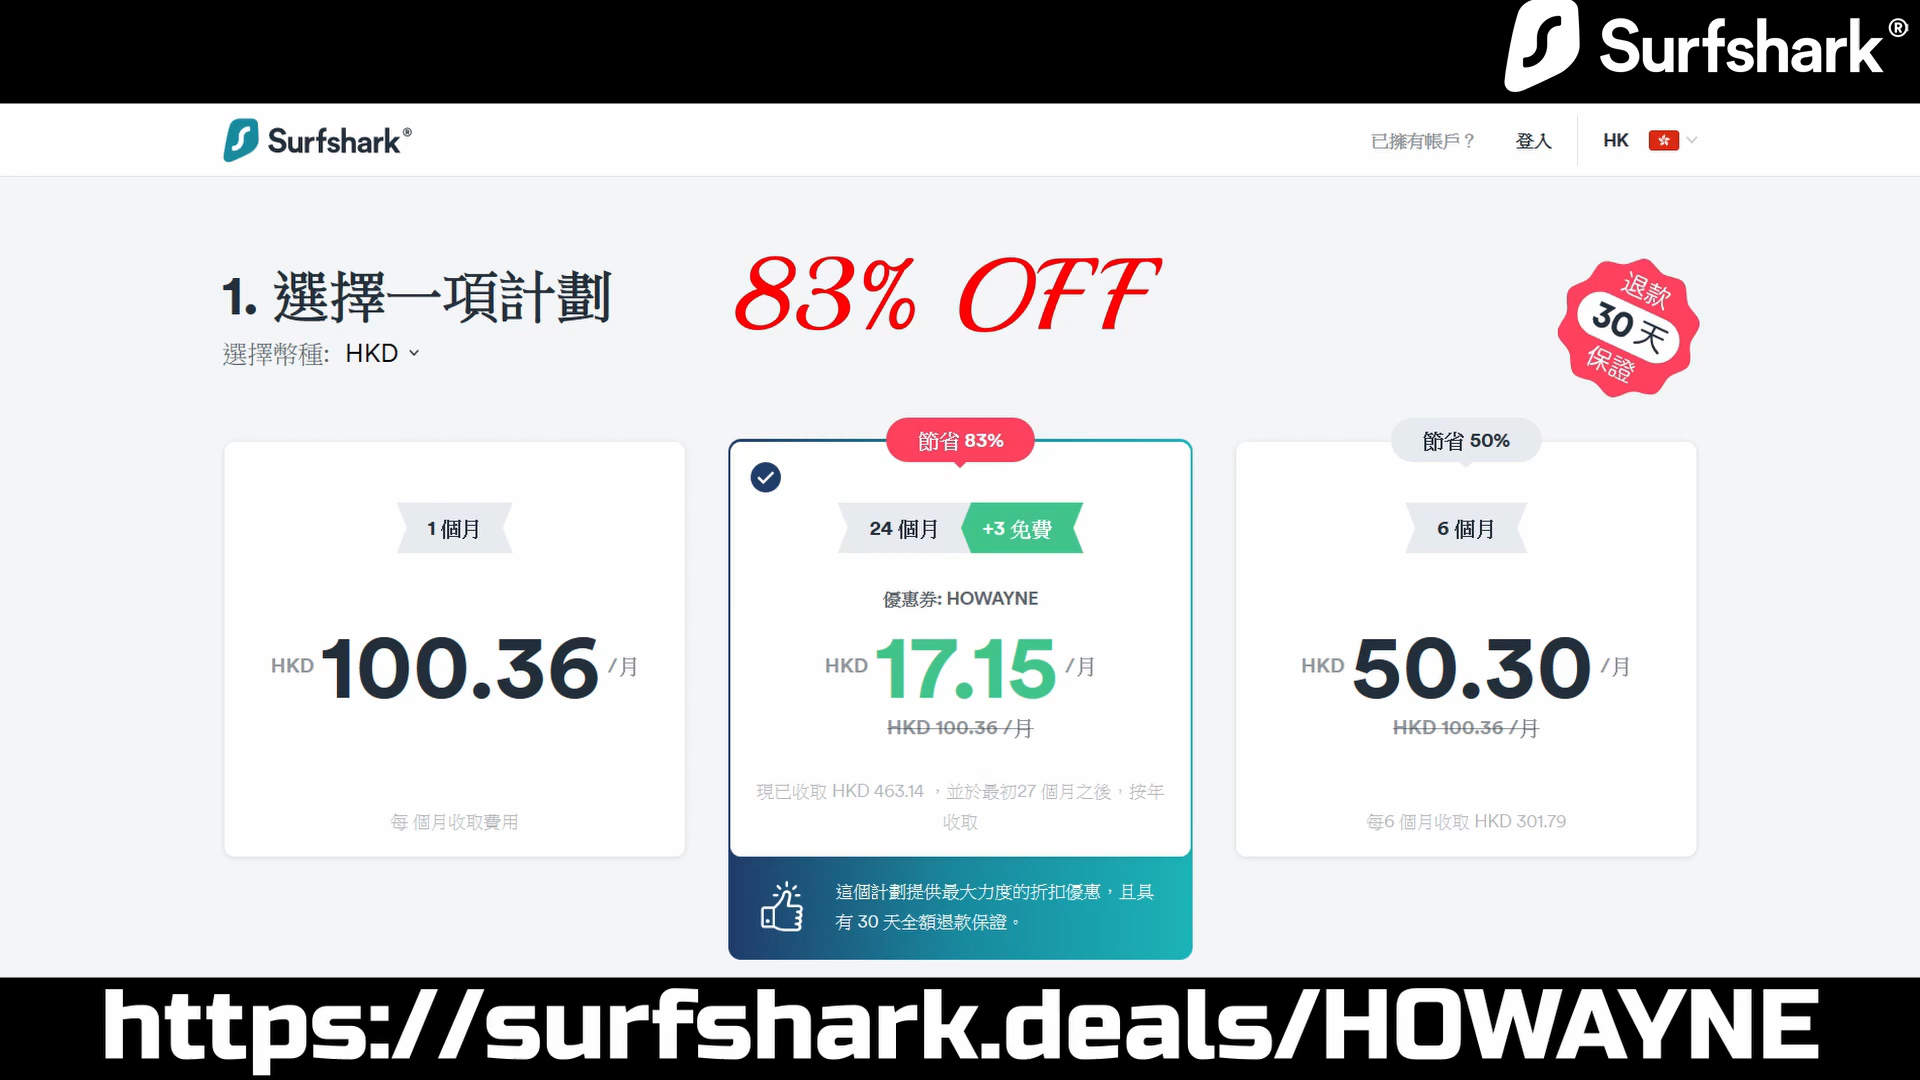 Surfshark®
Surfshark®
已擁有帳戶？
登入
HK
1. 選擇一項計劃
選擇幣種: HKD
83% OFF
退款
30 天
保證
1 個月
HKD 100.36 /月
每 個月收取費用
節省 83%
24 個月 +3 免費
優惠券: HOWAYNE
HKD 17.15 /月
HKD 100.36 /月
現已收取 HKD 463.14 ，並於最初27 個月之後，按年
收取
這個計劃提供最大力度的折扣優惠，且具
有 30 天全額退款保證。
節省 50%
6 個月
HKD 50.30 /月
HKD 100.36 /月
每6 個月收取 HKD 301.79
https://surfshark.deals/HOWAYNE